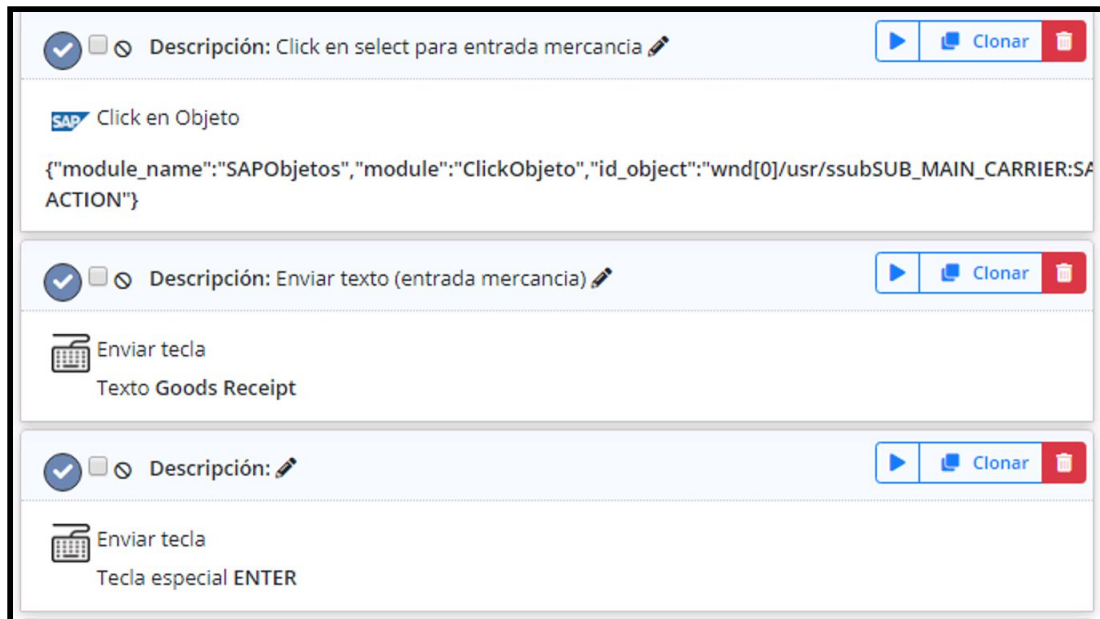 Descripción: Click en select para entrada mercancia
Clonar
SAP Click en Objeto
{"module_name":"SAPObjetos","module":"ClickObjeto","id_object":"wnd[0]/usr/ssubSUB_MAIN_CARRIER:SA
ACTION"}
Descripción: Enviar texto (entrada mercancia)
Clonar
Enviar tecla
Texto Goods Receipt
Descripción:
Clonar
Enviar tecla
Tecla especial ENTER